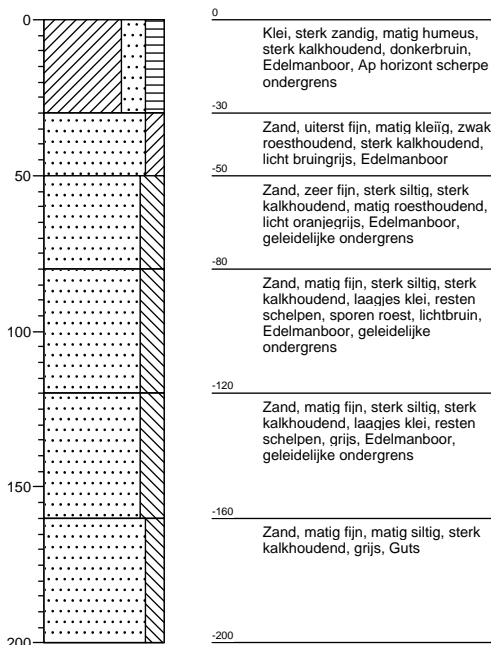 0
0
Klei, sterk zandig, matig humeus,
sterk kalkhoudend, donkerbruin,
Edelmanboor, Ap horizont scherpe
ondergrens
-30
Zand, uiterst fijn, matig kleiïg, zwak
roesthoudend, sterk kalkhoudend,
licht bruingrijs, Edelmanboor
50
-50
Zand, zeer fijn, sterk siltig, sterk
kalkhoudend, matig roesthoudend,
licht oranjegrijs, Edelmanboor,
geleidelijke ondergrens
-80
Zand, matig fijn, sterk siltig, sterk
kalkhoudend, laagjes klei, resten
schelpen, sporen roest, lichtbruin,
Edelmanboor, geleidelijke
ondergrens
100
-120
Zand, matig fijn, sterk siltig, sterk
kalkhoudend, laagjes klei, resten
schelpen, grijs, Edelmanboor,
geleidelijke ondergrens
150
-160
Zand, matig fijn, matig siltig, sterk
kalkhoudend, grijs, Guts
200
-200